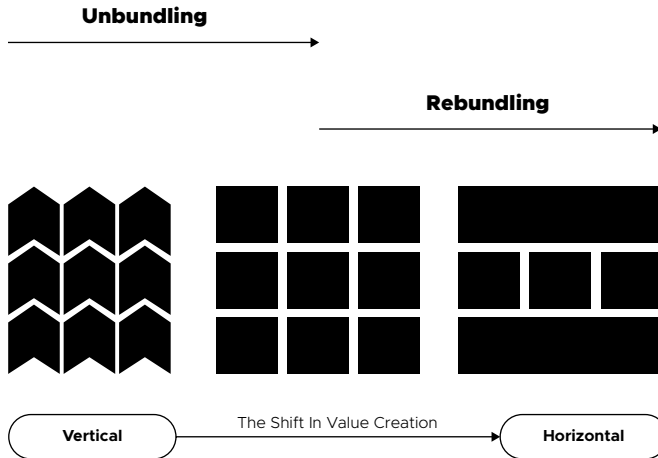 Unbundling
Rebundling
The Shift In Value Creation
Vertical
Horizontal